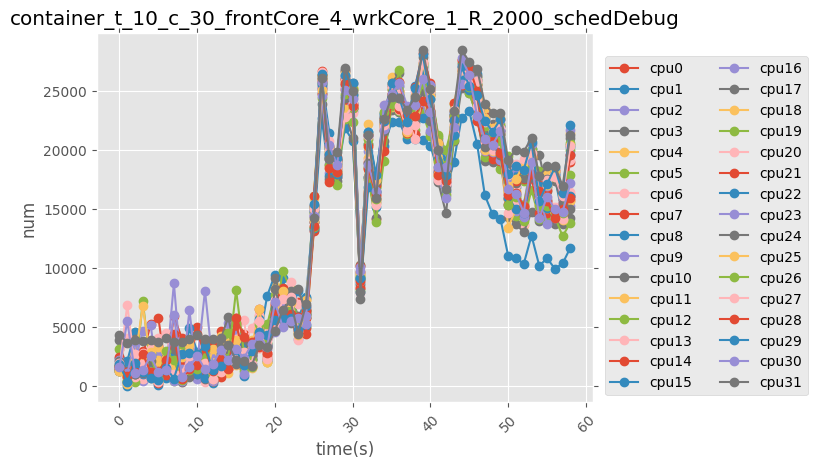 container_t_10_c_30_frontCore_4_wrkCore_1_R_2000_schedDebug
num
25000
20000
15000
10000
5000
0
0
10
20
30
40
50
60
time(s)
cpu0
cpu1
cpu2
cpu3
cpu4
cpu5
cpu6
cpu7
cpu8
cpu9
cpu10
cpu11
cpu12
cpu13
cpu14
cpu15
cpu16
cpu17
cpu18
cpu19
cpu20
cpu21
cpu22
cpu23
cpu24
cpu25
cpu26
cpu27
cpu28
cpu29
cpu30
cpu31